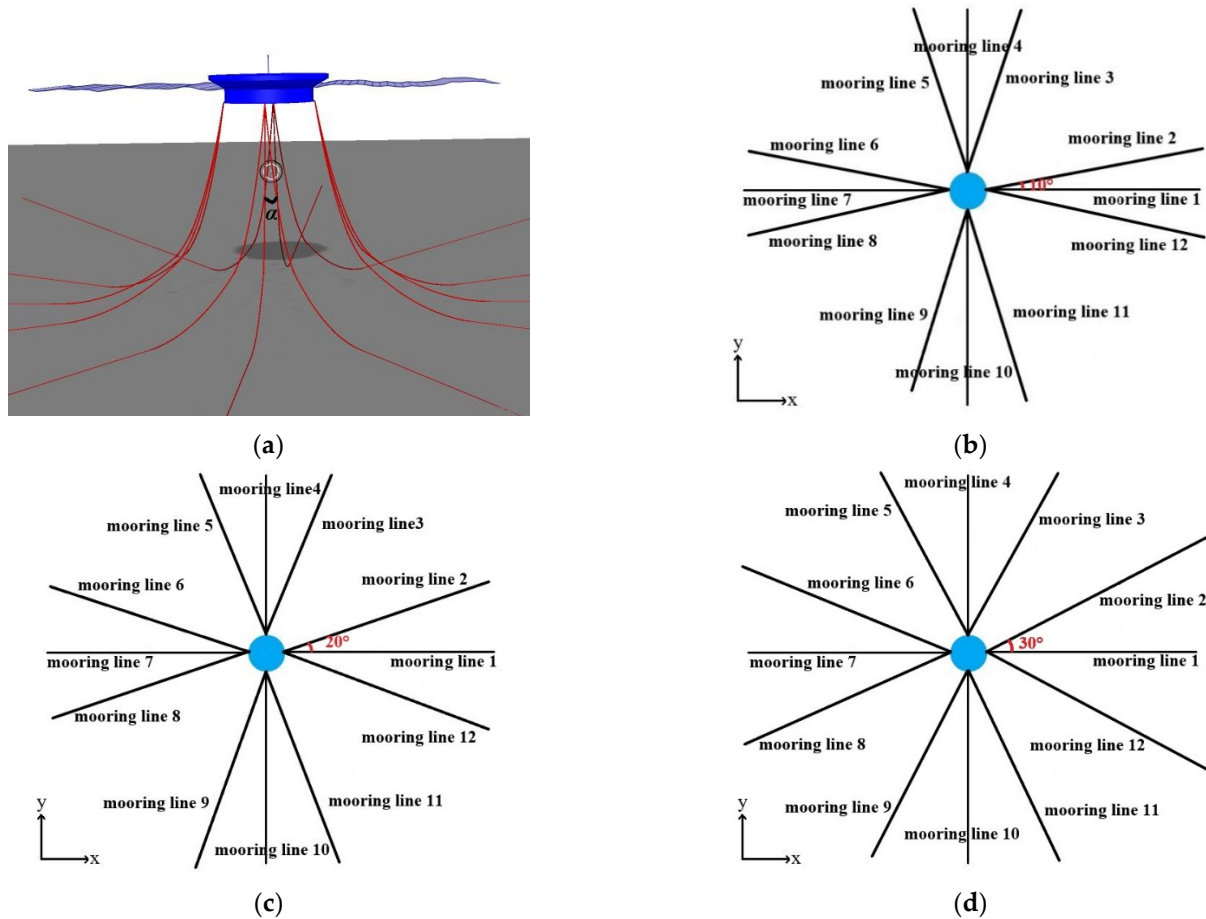 α
(a)
mooring line 4
mooring line 5
mooring line 3
mooring line 6
mooring line 2
10°
mooring line 7
mooring line 1
mooring line 8
mooring line 12
mooring line 9
mooring line 11
mooring line 10
y
x
(b)
mooring line4
mooring line 5
mooring line3
mooring line 6
mooring line 2
20°
mooring line 7
mooring line 1
mooring line 8
mooring line 12
mooring line 9
mooring line 11
mooring line 10
y
x
(c)
mooring line 4
mooring line 5
mooring line 3
mooring line 6
mooring line 2
30°
mooring line 7
mooring line 1
mooring line 8
mooring line 12
mooring line 9
mooring line 11
mooring line 10
y
x
(d)